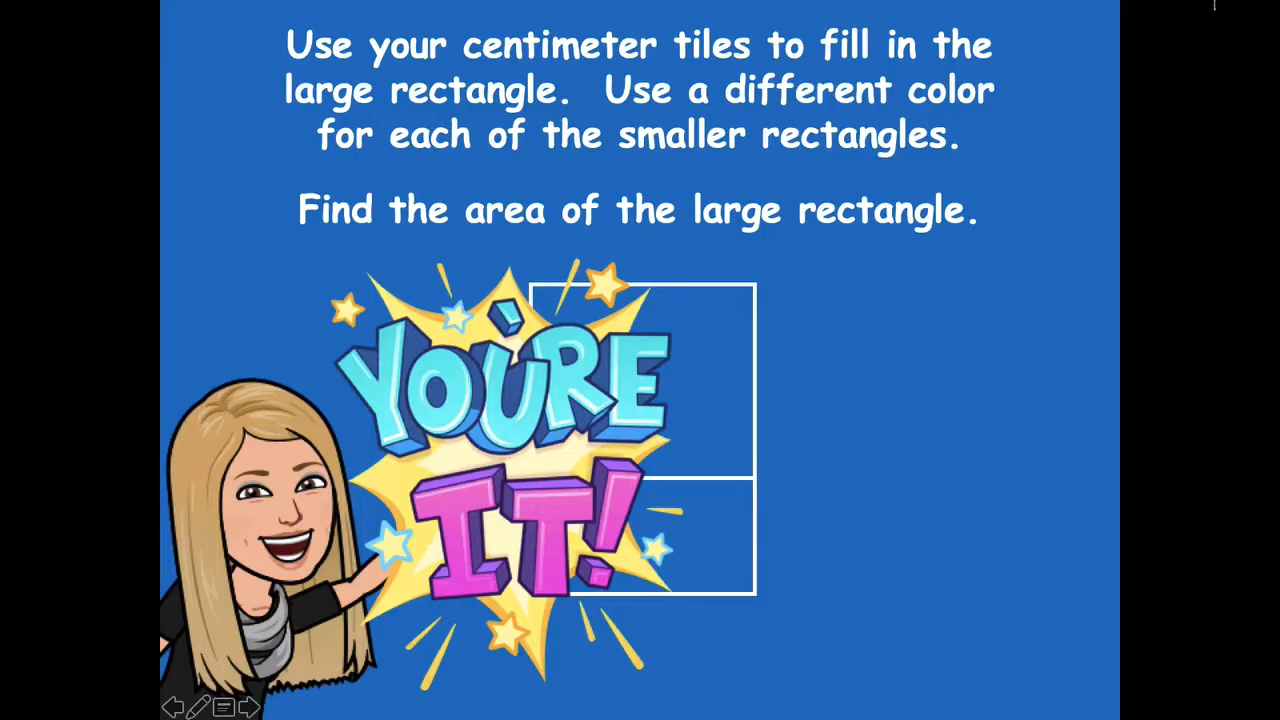 Use your centimeter tiles to fill in the
large rectangle. Use a different color
for each of the smaller rectangles.
Find the area of the large rectangle.
YOU'RE
IT!